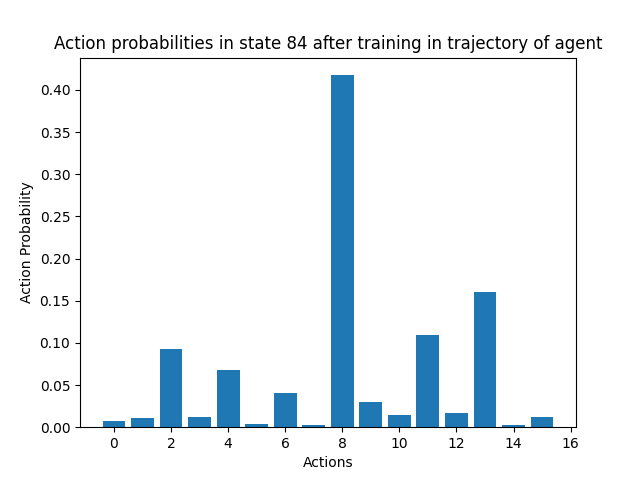 Action probabilities in state 84 after training in trajectory of agent
Action Probability
0.40
0.35
0.30
0.25
0.20
0.15
0.10
0.05
0.00
0 2 4 6 8 10 12 14 16
Actions